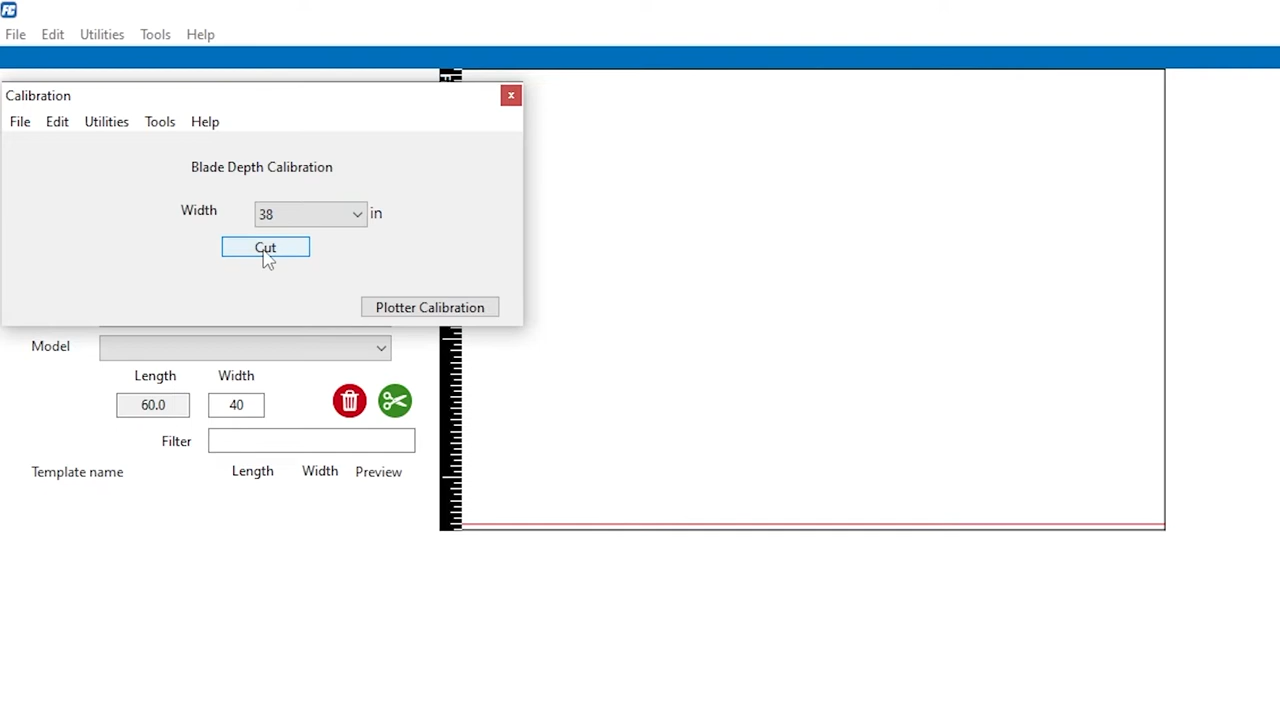 File Edit Utilities Tools Help
Calibration
x
File Edit Utilities Tools Help
Blade Depth Calibration
Width 38 in
Cut
Plotter Calibration
Model
Length Width
60.0 40
Filter
Template name Length Width Preview